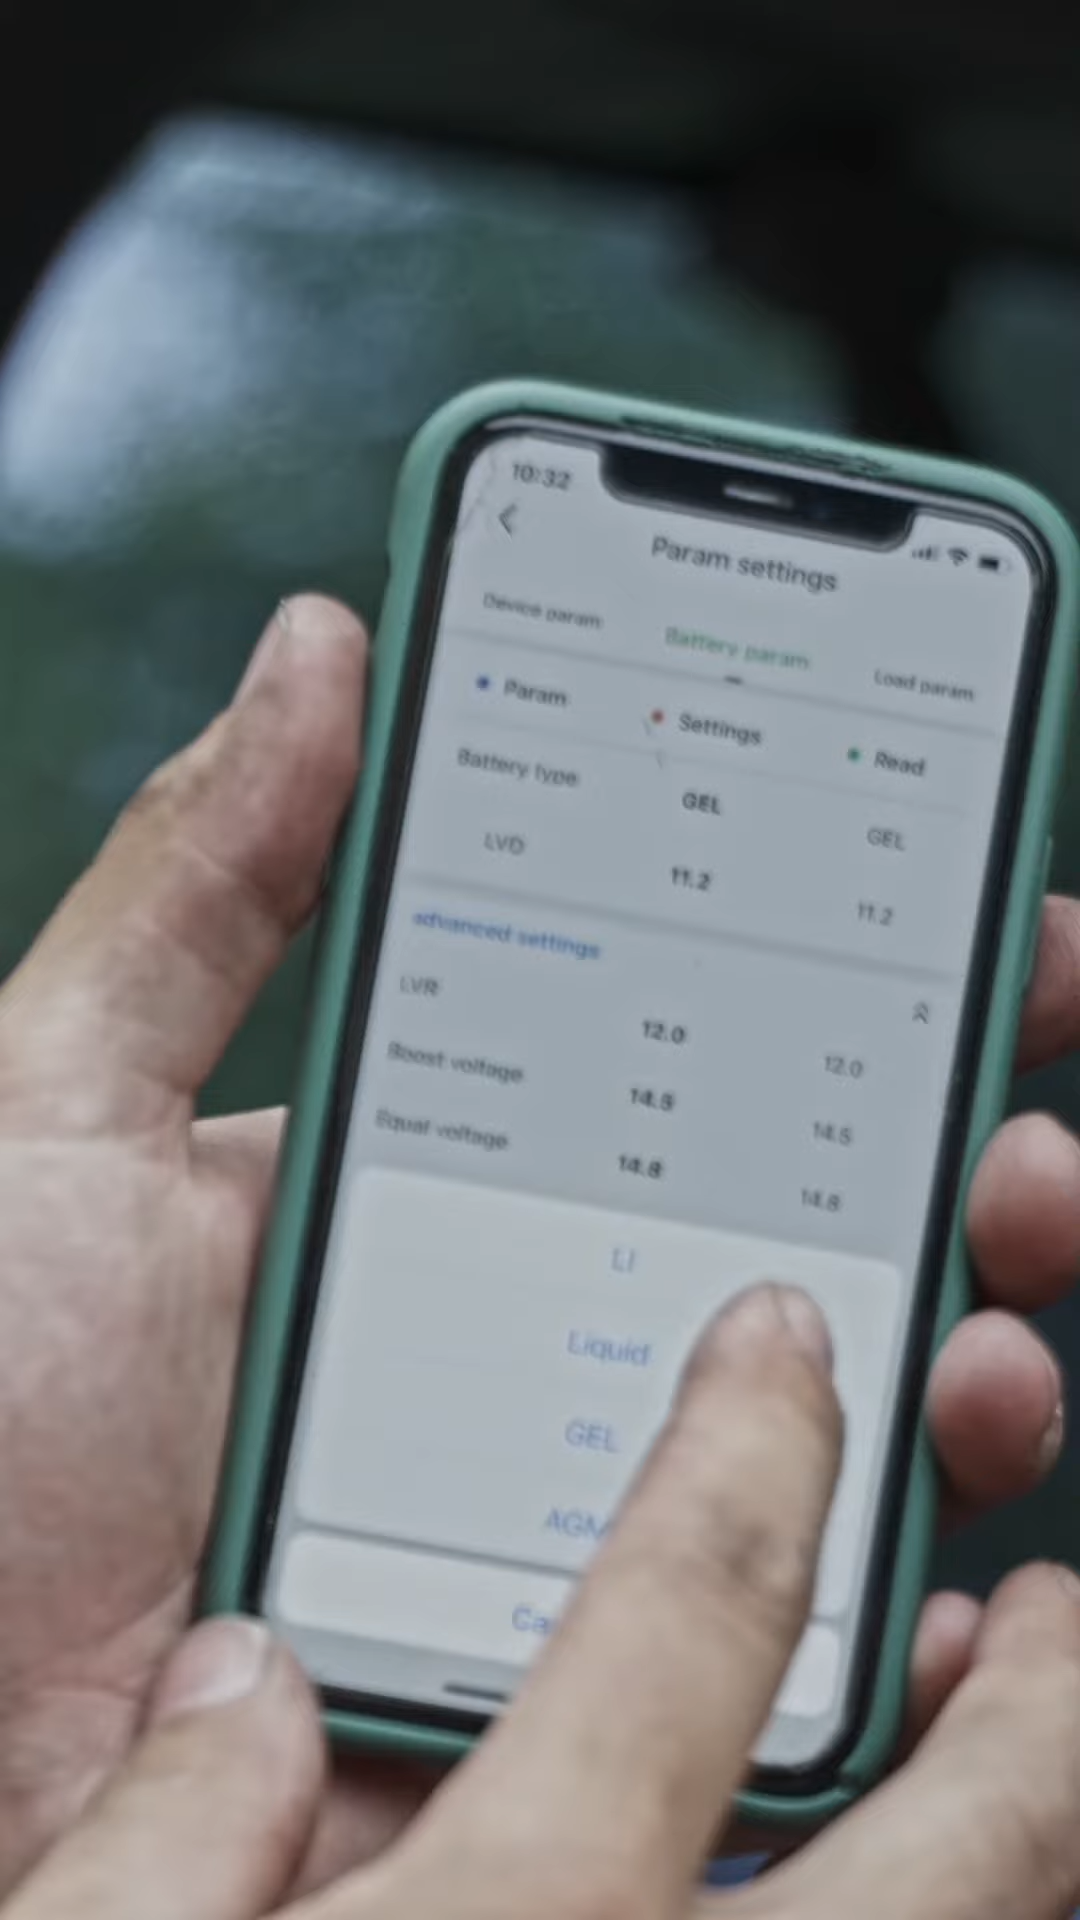 10:32
Param settings
Device param Battery param Load param
Param Settings Read
Battery type GEL GEL
LVD 11.2 11.2
advanced settings
LVR 12.0 12.0
Boost voltage 14.5 14.5
Equal voltage 14.8 14.8
LI
Liquid
GEL
AGM